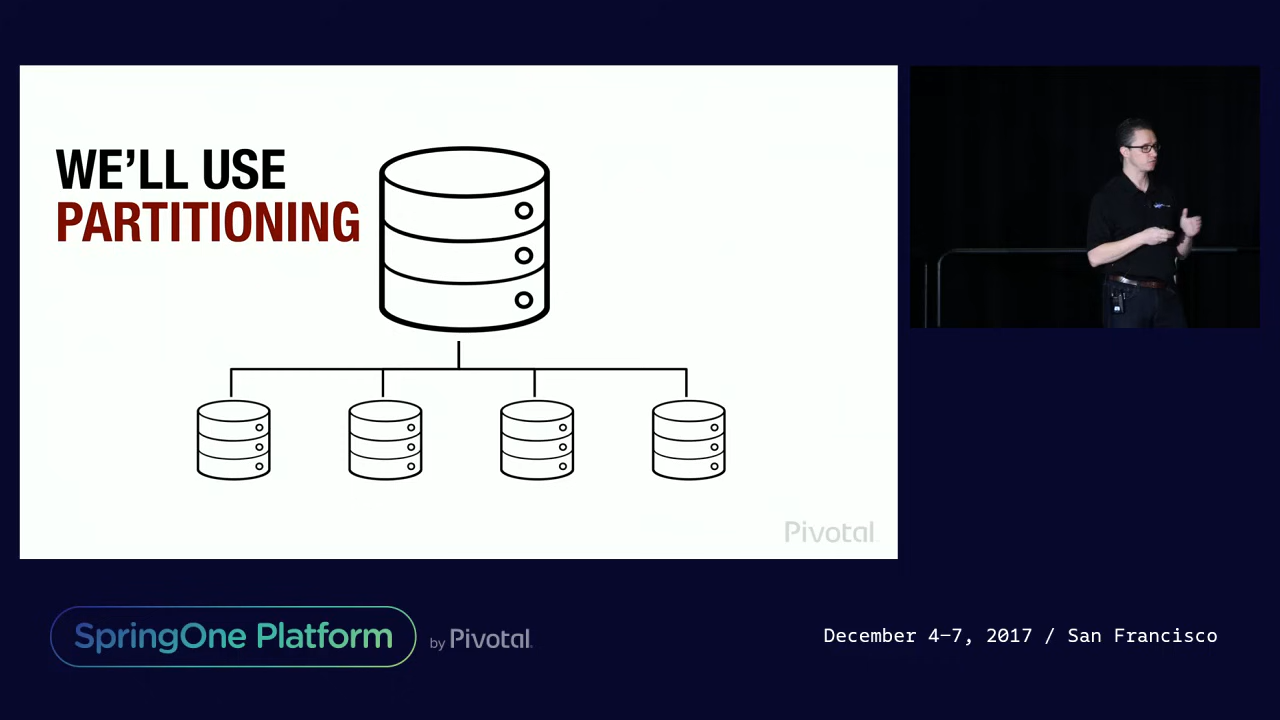 WE’LL USE
PARTITIONING
Pivotal
SpringOne Platform
by Pivotal.
December 4–7, 2017 / San Francisco